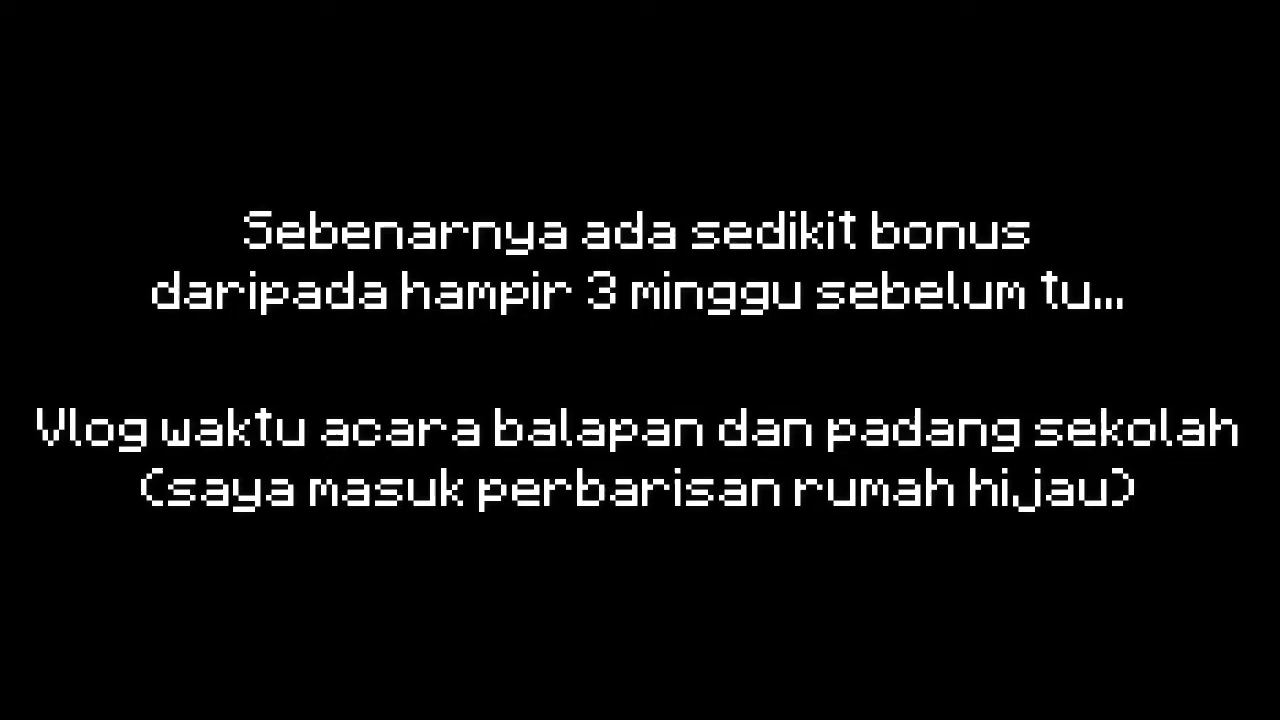 Sebenarnya ada sedikit bonus
daripada hampir 3 minggu sebelum tu...
Vlog waktu acara balapan dan padang sekolah
(saya masuk perbarisan rumah hijau)